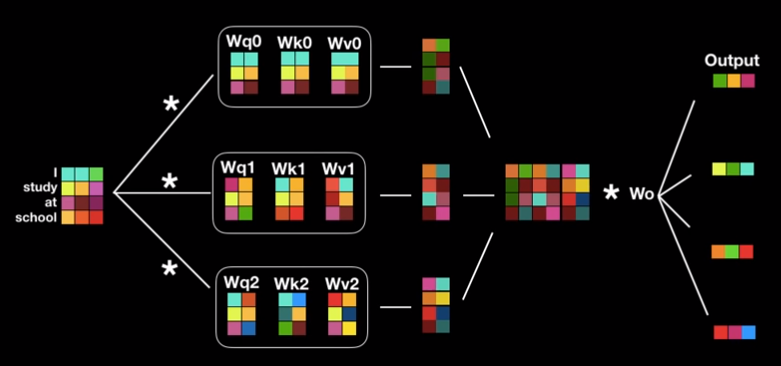 Wq0 Wk0 Wv0
Output
*
I
study
at
school
*
Wq1 Wk1 Wv1
* Wo
*
Wq2 Wk2 Wv2